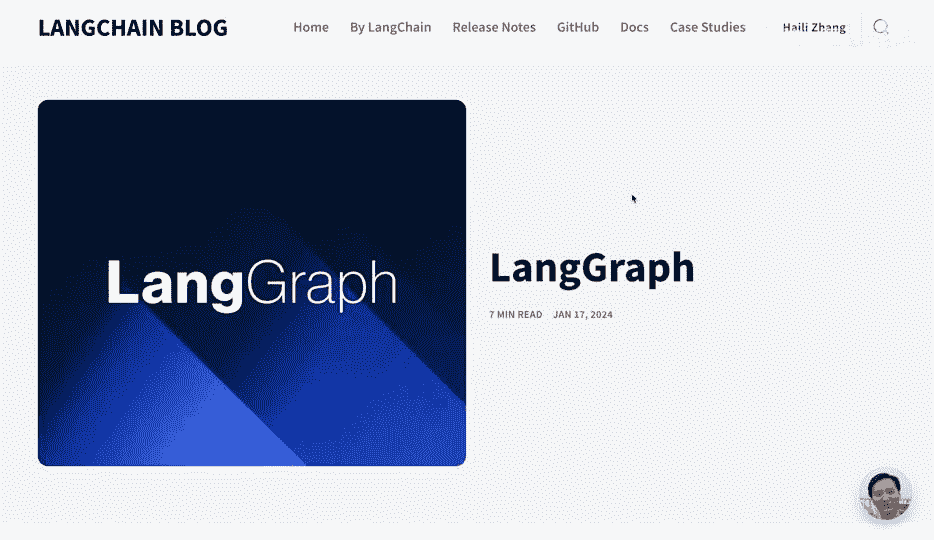 LANGCHAIN BLOG Home By LangChain Release Notes GitHub Docs Case Studies Haili Zhang
LangGraph
LangGraph
7 MIN READ JAN 17, 2024